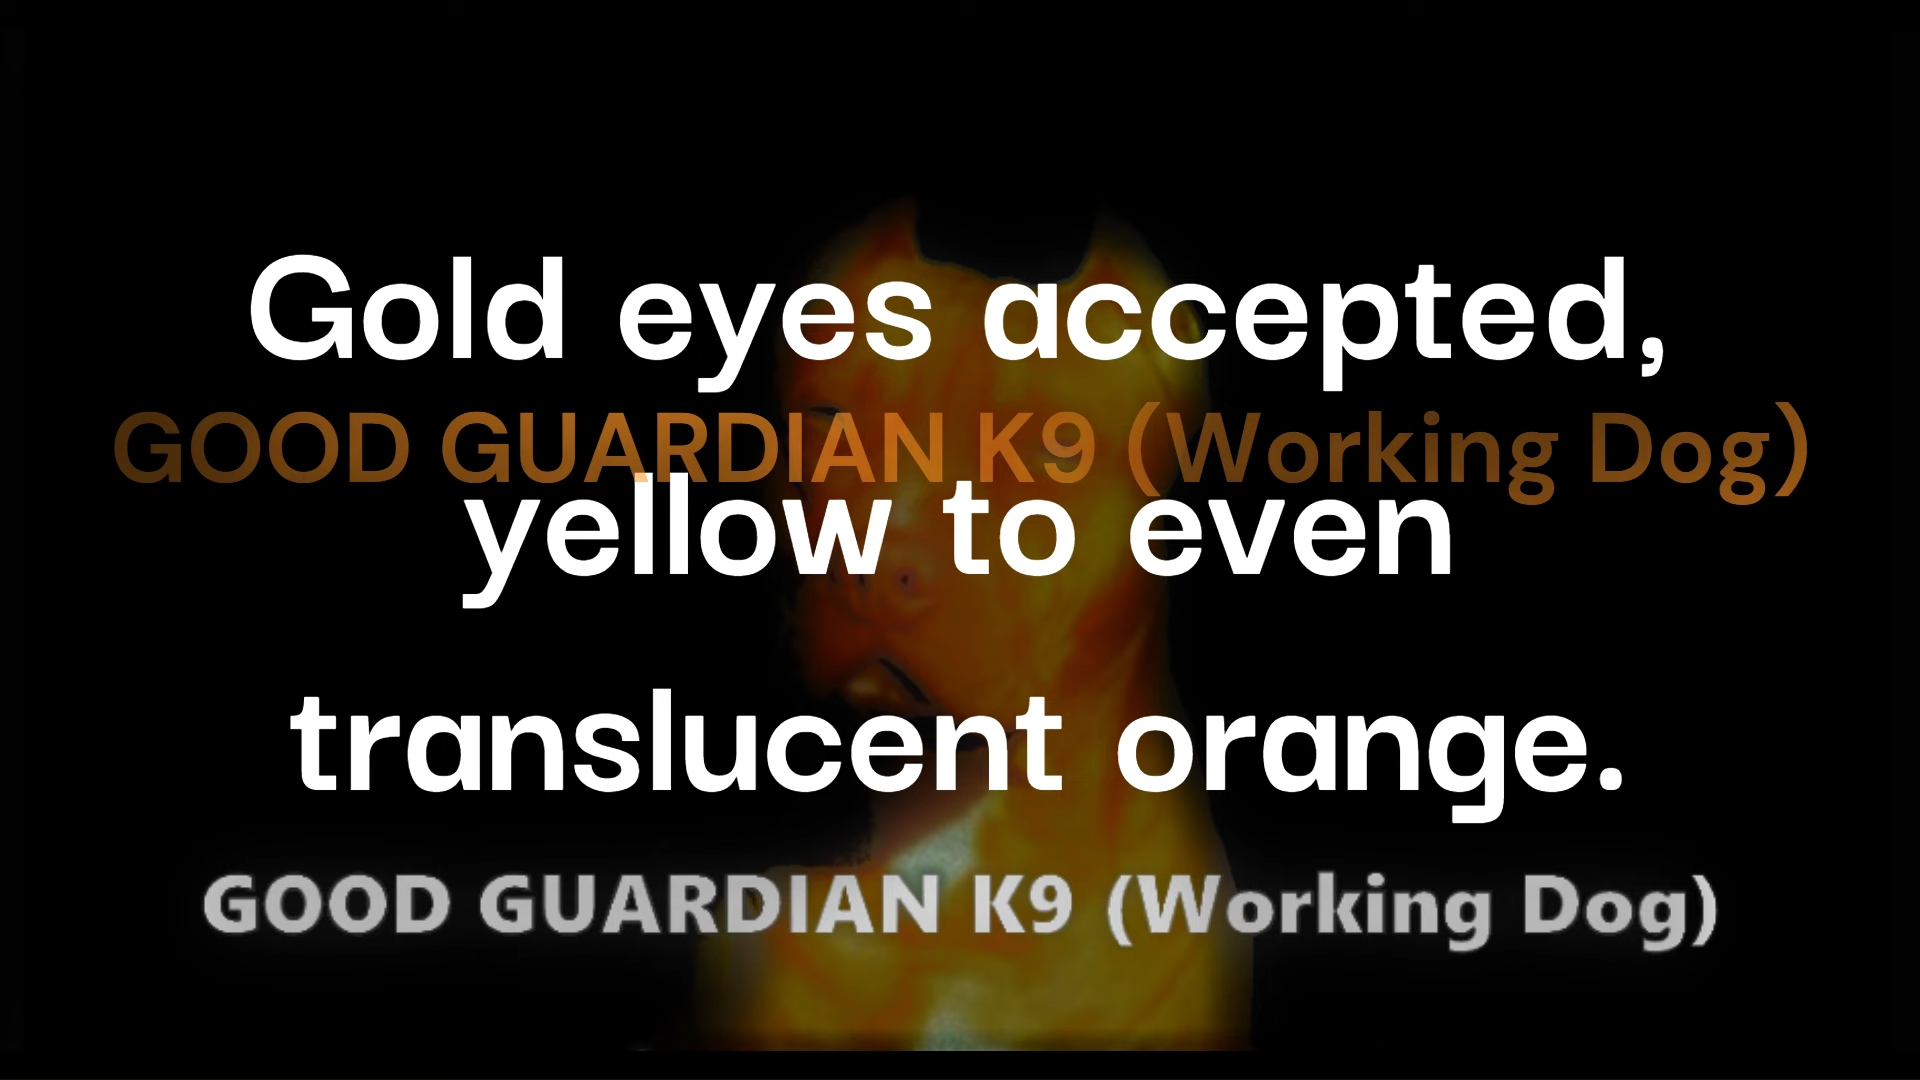 Gold eyes accepted,
GOOD GUARDIAN K9 (Working Dog)
yellow to even
translucent orange.
GOOD GUARDIAN K9 (Working Dog)